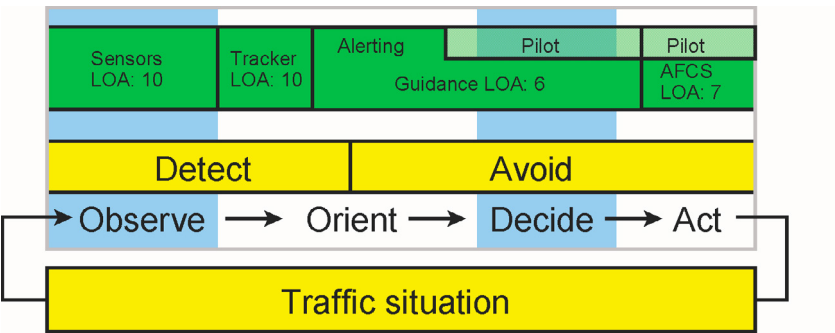 Sensors
LOA: 10
Tracker
LOA: 10
Alerting
Guidance LOA: 6
Pilot
Pilot
AFCS
LOA: 7
Detect
Avoid
Observe
Orient
Decide
Act
Traffic situation